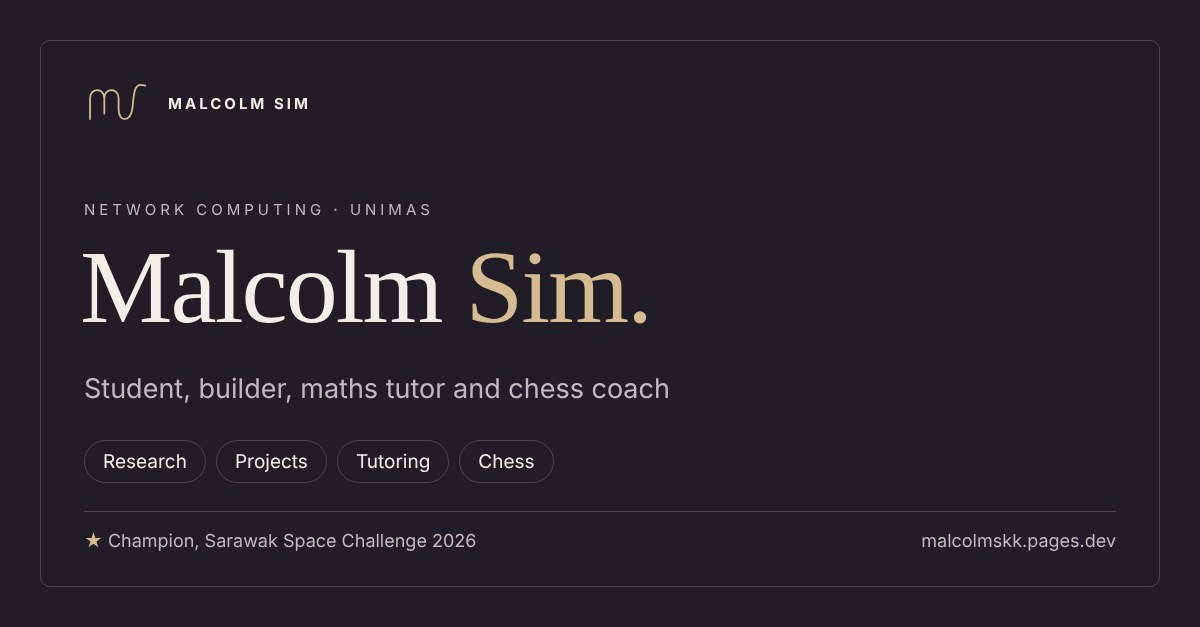 MALCOLM SIM
NETWORK COMPUTING · UNIMAS
Malcolm Sim.
Student, builder, maths tutor and chess coach
Research Projects Tutoring Chess
★ Champion, Sarawak Space Challenge 2026 malcolmskk.pages.dev